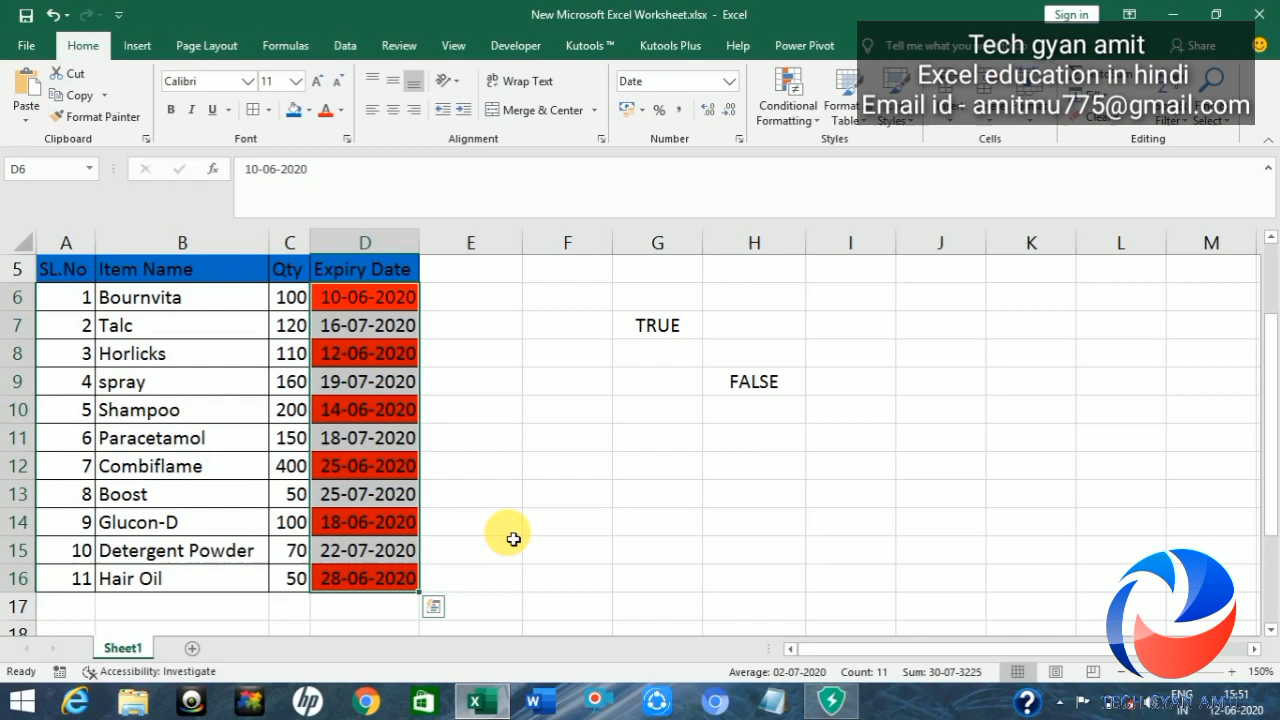 New Microsoft Excel Worksheet.xlsx - Excel
Sign in
File Home Insert Page Layout Formulas Data Review View Developer Kutools™ Kutools Plus Help Power Pivot Tell me what you Share
Tech gyan amit
Excel education in hindi
Email id - amitmu775@gmail.com
Paste
Cut
Copy
Format Painter
Calibri 11
B I U
Wrap Text
Merge & Center
Date
Conditional Formatting
Clipboard Font Alignment Number Styles Cells Editing
D6 fx 10-06-2020
A B C D E F G H I J K L M
5 SL.No Item Name Qty Expiry Date
6 1 Bournvita 100 10-06-2020
7 2 Talc 120 16-07-2020 TRUE
8 3 Horlicks 110 12-06-2020
9 4 spray 160 19-07-2020 FALSE
10 5 Shampoo 200 14-06-2020
11 6 Paracetamol 150 18-07-2020
12 7 Combiflame 400 25-06-2020
13 8 Boost 50 25-07-2020
14 9 Glucon-D 100 18-06-2020
15 10 Detergent Powder 70 22-07-2020
16 11 Hair Oil 50 28-06-2020
17
18
Sheet1
Ready Accessibility: Investigate Average: 02-07-2020 Count: 11 Sum: 30-07-3225 150%
TECH GYAN AMIT
ENG 15:51
IN 12-06-2020